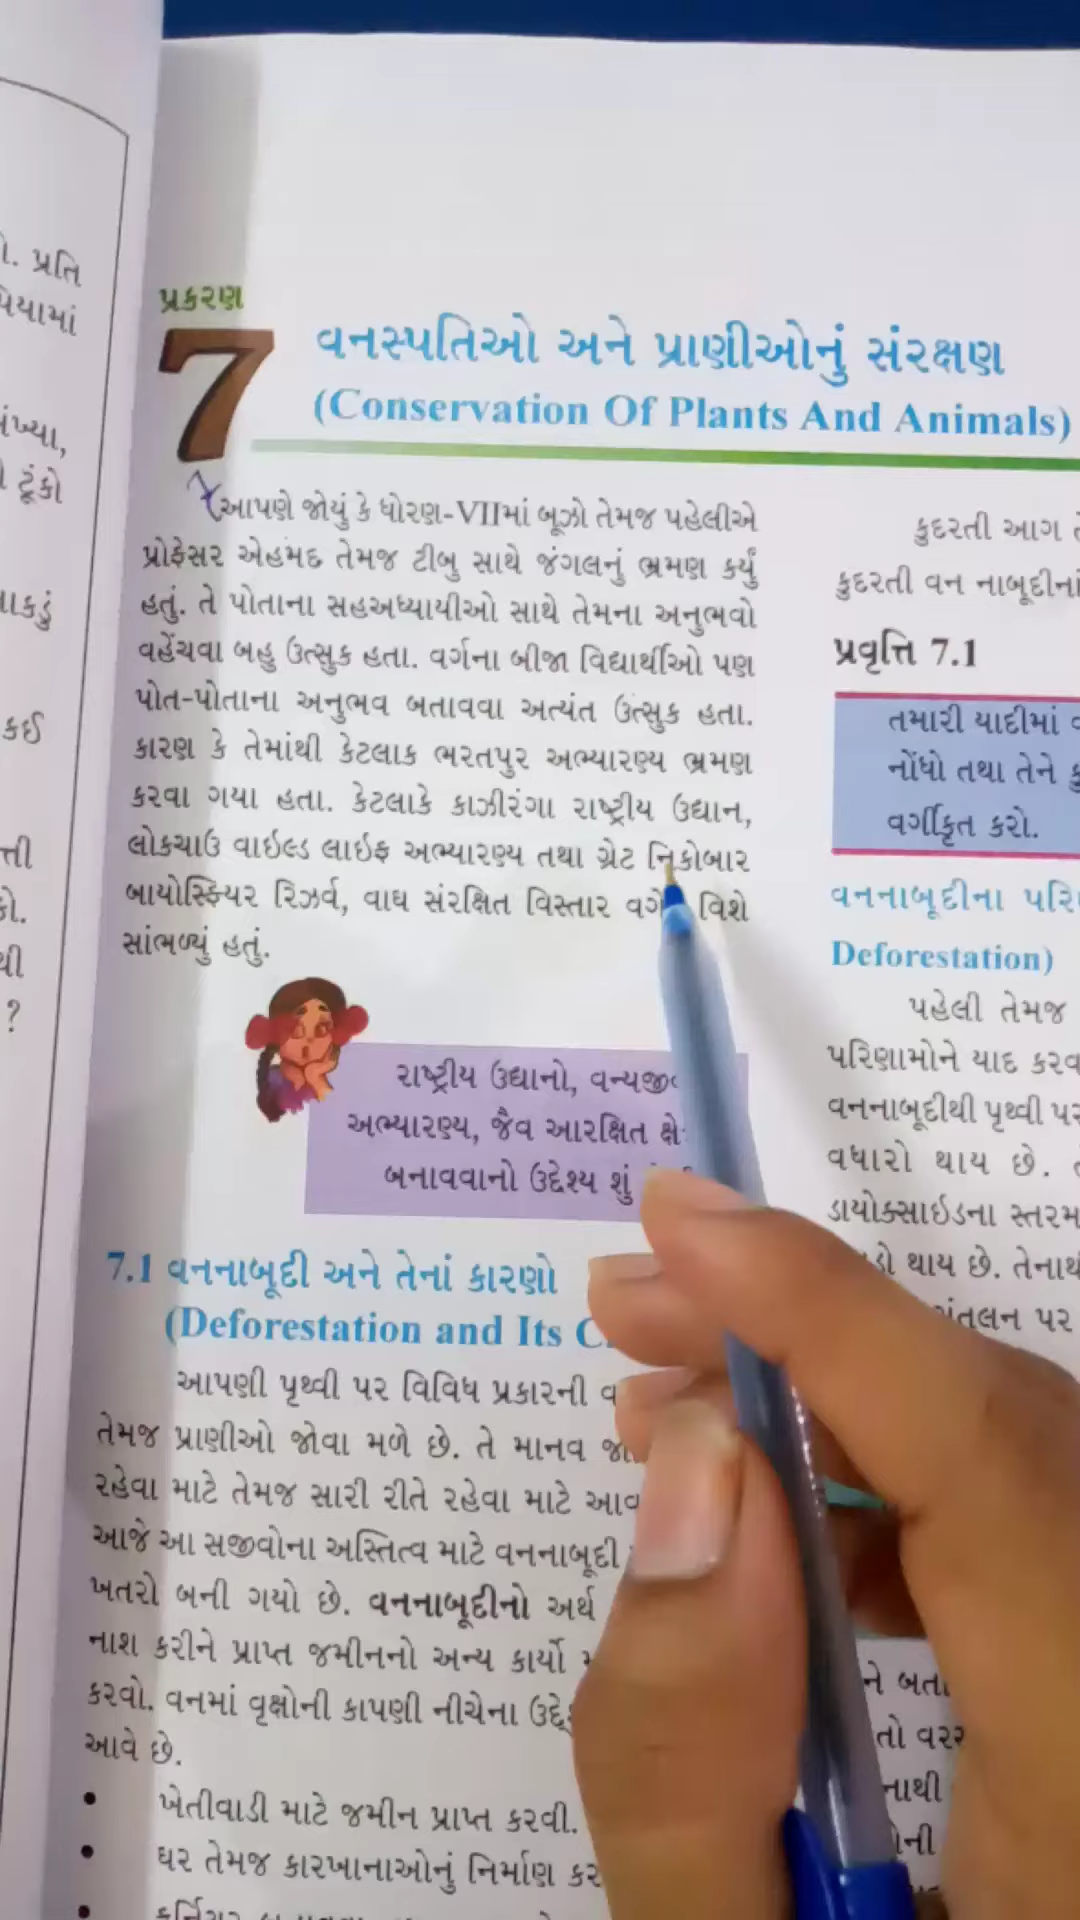 પ્રતિ
ટૂંકો
કઈ
?
પ્રકરણ
7
વનસ્પતિઓ અને પ્રાણીઓનું સંરક્ષણ
(Conservation Of Plants And Animals)
આપણે જોયું કે ધોરણ-VIIમાં બૂઝો તેમજ પહેલીએ
પ્રોફેસર એહમદ તેમજ ટીબુ સાથે જંગલનું ભ્રમણ કર્યું
હતું. તે પોતાના સહઅધ્યાયીઓ સાથે તેમના અનુભવો
વહેંચવા બહુ ઉત્સુક હતા. વર્ગના બીજા વિદ્યાર્થીઓ પણ
પોત-પોતાના અનુભવ બતાવવા અત્યંત ઉત્સુક હતા.
કારણ કે તેમાંથી કેટલાક ભરતપુર અભ્યારણ્ય ભ્રમણ
કરવા ગયા હતા. કેટલાકે કાઝીરંગા રાષ્ટ્રીય ઉદ્યાન,
લોકચાઉ વાઇલ્ડ લાઇફ અભ્યારણ્ય તથા ગ્રેટ નિકોબાર
બાયોસ્ફિયર રિઝર્વ, વાઘ સંરક્ષિત વિસ્તાર વિશે
સાંભળ્યું હતું.
રાષ્ટ્રીય ઉદ્યાનો,
અભ્યારણ્ય, જૈવ આરક્ષિત
બનાવવાનો ઉદ્દેશ્ય શું
7.1 વનનાબૂદી અને તેનાં કારણો
(Deforestation and Its
આપણી પૃથ્વી પર વિવિધ પ્રકારની
તેમજ પ્રાણીઓ જોવા મળે છે. તે માનવ
રહેવા માટે તેમજ સારી રીતે રહેવા માટે
આજે આ સજીવોના અસ્તિત્વ માટે વનનાબૂદી
ખતરો બની ગયો છે. વનનાબૂદીનો અર્થ
નાશ કરીને પ્રાપ્ત જમીનનો અન્ય કાર્યો
કરવો. વનમાં વૃક્ષોની કાપણી નીચેના
આવે છે.
• ખેતીવાડી માટે જમીન પ્રાપ્ત કરવી.
• ઘર તેમજ કારખાનાઓનું નિર્માણ
•
કુદરતી આગ
કુદરતી વન નાબૂદીનાં
પ્રવૃત્તિ 7.1
તમારી યાદીમાં
નોંધો તથા તેને
વર્ગીકૃત કરો.
વનનાબૂદીના
Deforestation)
પહેલી તેમજ
પરિણામોને યાદ
વનનાબૂદીથી પૃથ્વી પર
વધારો થાય છે.
ડાયોક્સાઇડના
થાય છે.
પર